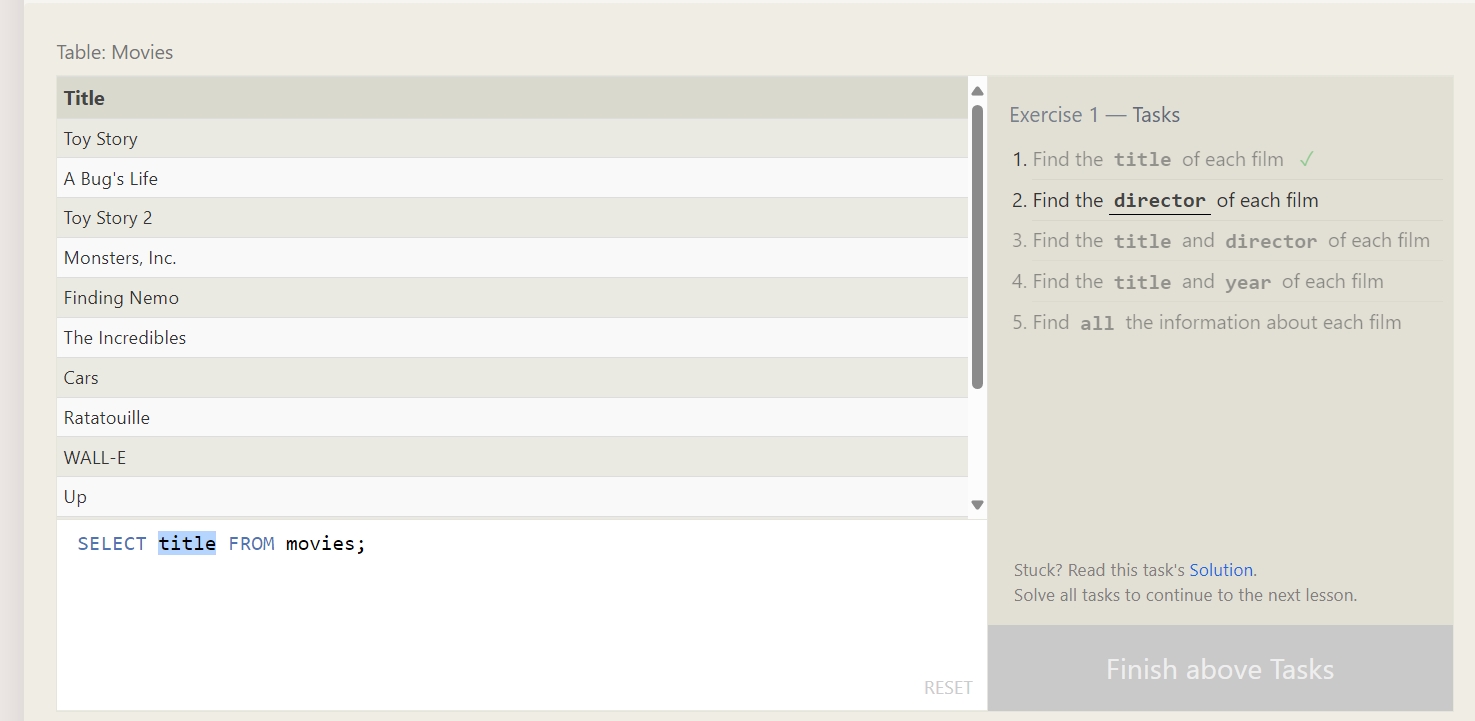 Table: Movies
Title
Toy Story
A Bug's Life
Toy Story 2
Monsters, Inc.
Finding Nemo
The Incredibles
Cars
Ratatouille
WALL-E
Up
SELECT title FROM movies;
RESET
Exercise 1 — Tasks
1. Find the title of each film ✓
2. Find the director of each film
3. Find the title and director of each film
4. Find the title and year of each film
5. Find all the information about each film
Stuck? Read this task's Solution.
Solve all tasks to continue to the next lesson.
Finish above Tasks